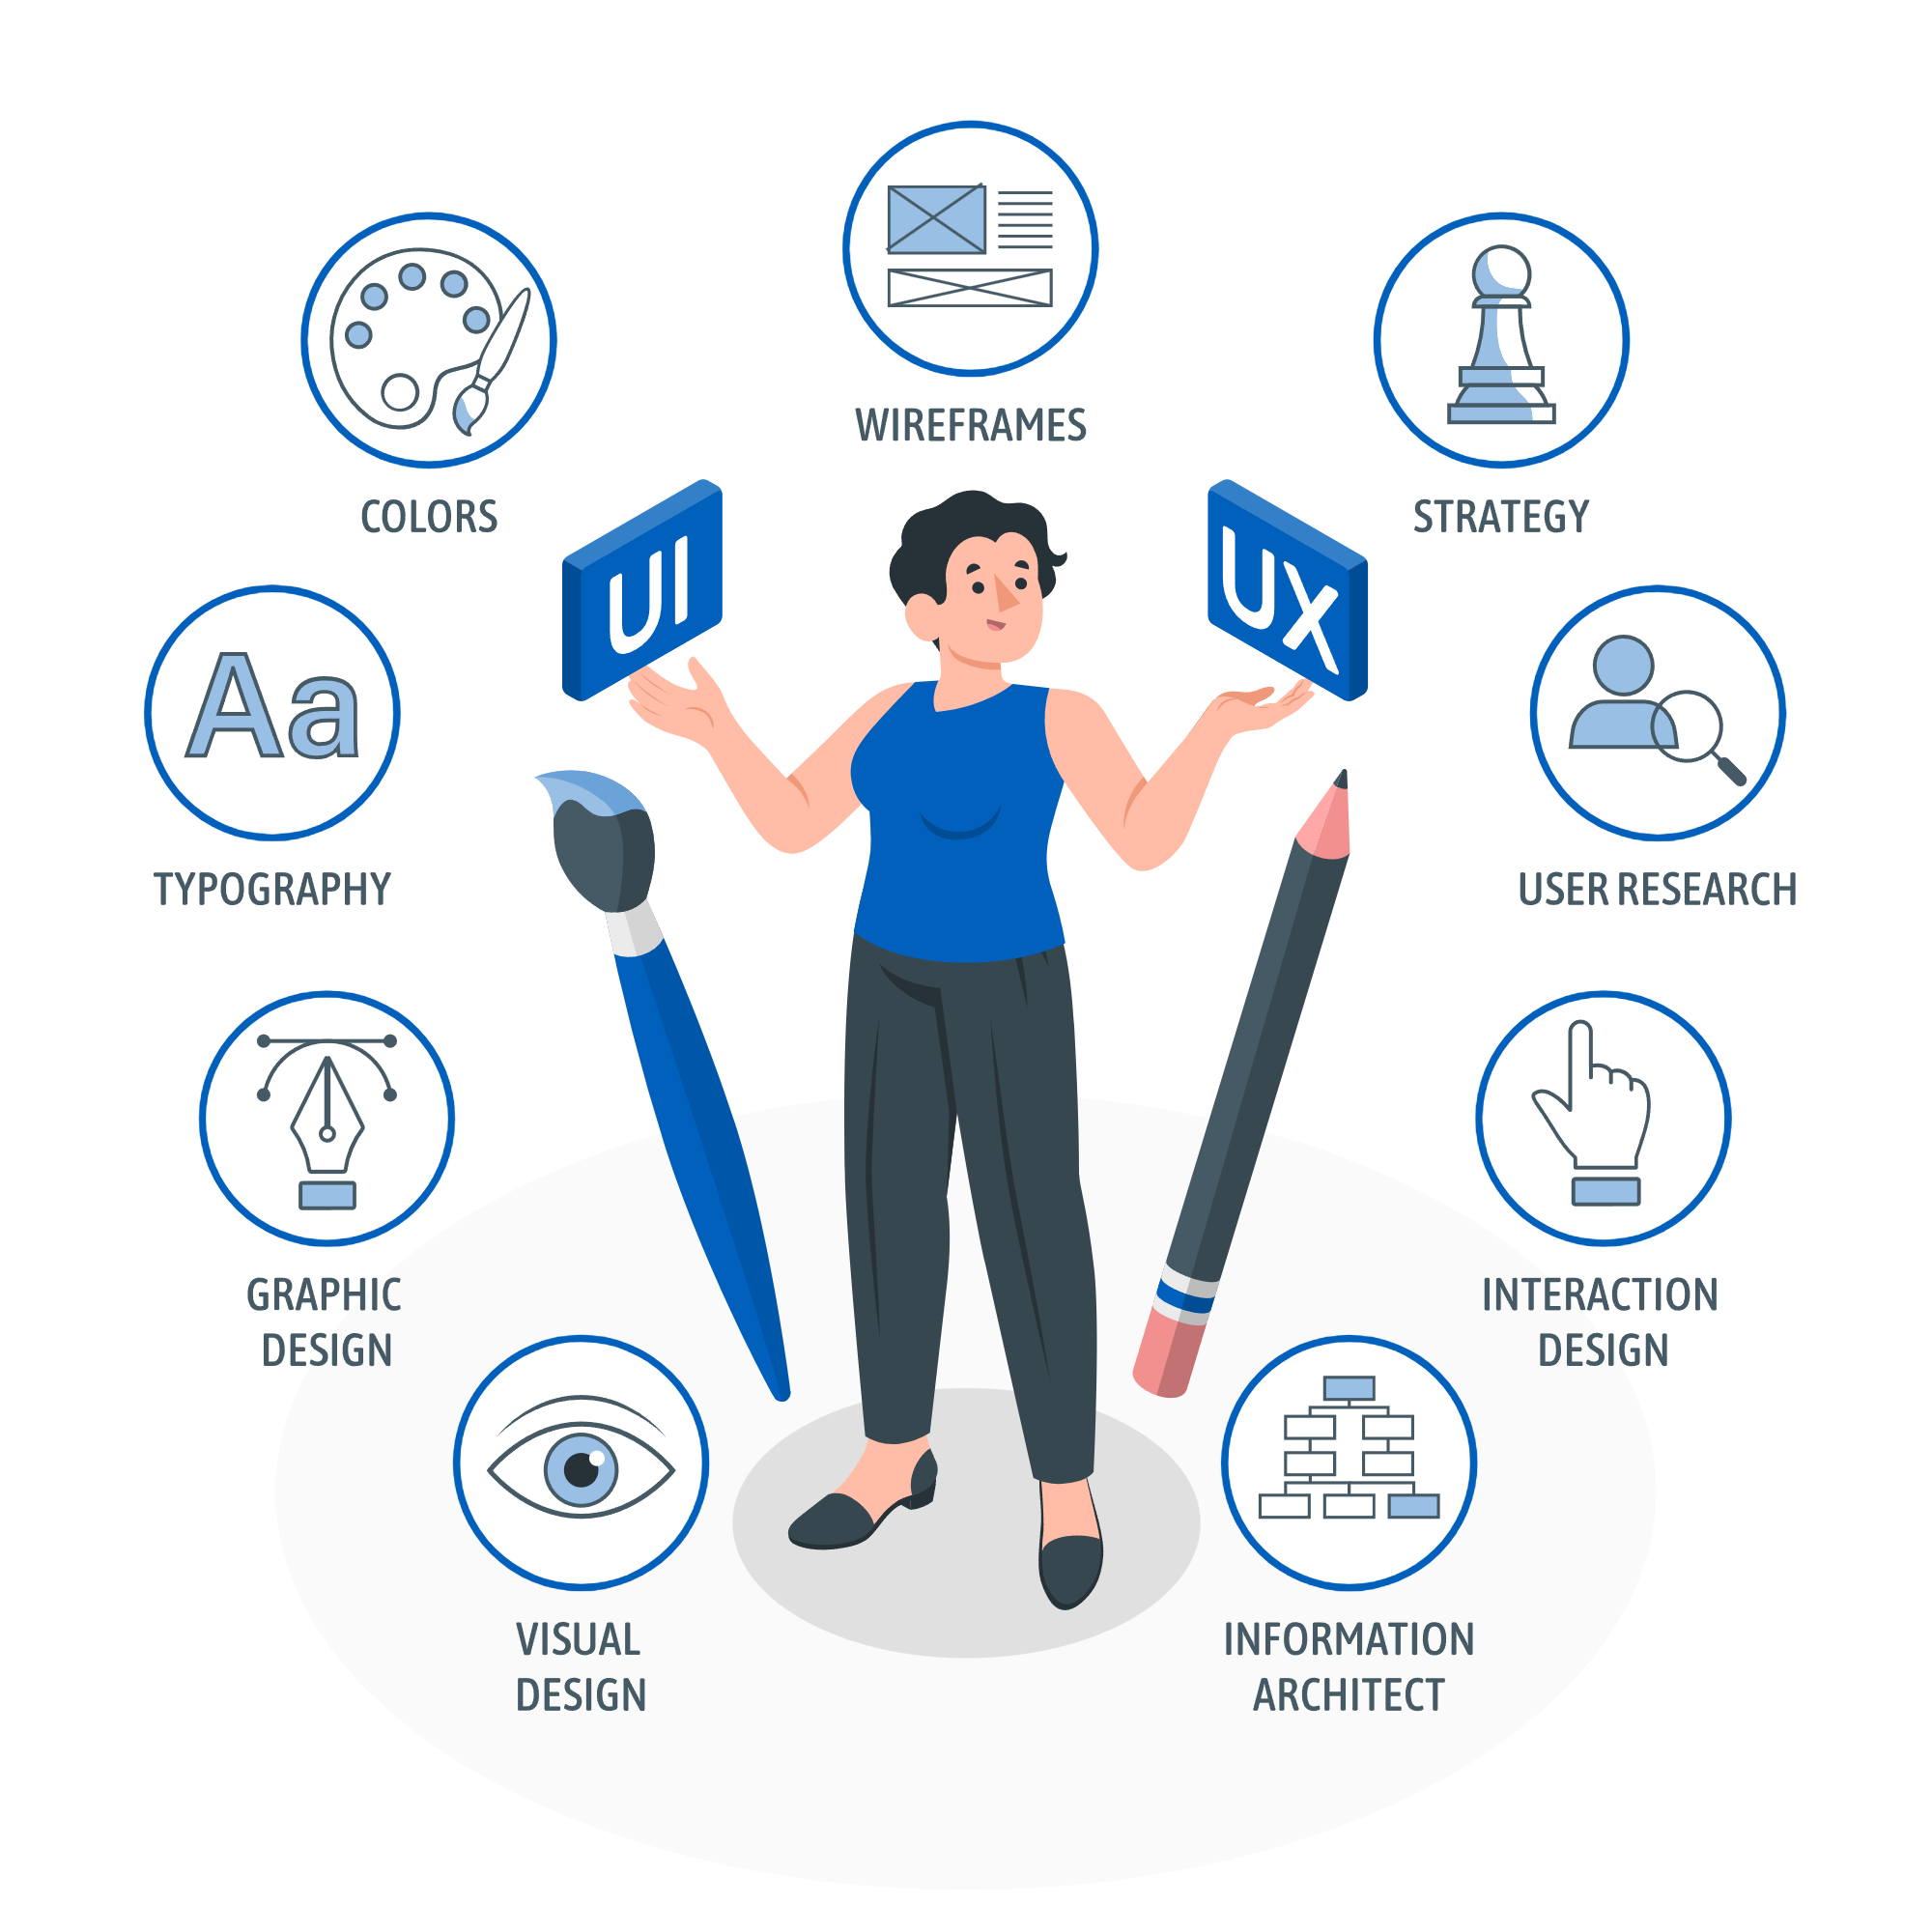 WIREFRAMES
COLORS
STRATEGY
UI
UX
Aa
TYPOGRAPHY
USER RESEARCH
GRAPHIC
DESIGN
INTERACTION
DESIGN
VISUAL
DESIGN
INFORMATION
ARCHITECT